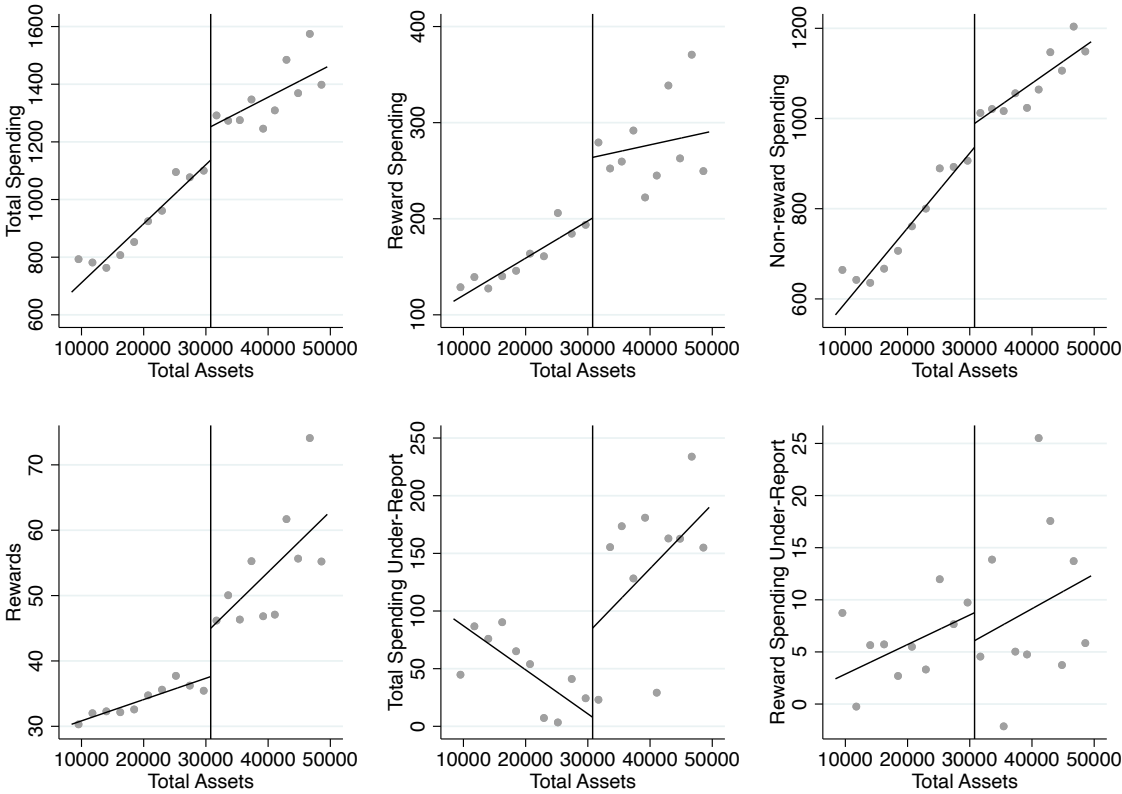 Total Spending
1600
1400
1200
1000
800
600
10000 20000 30000 40000 50000
Total Assets
Reward Spending
400
300
200
100
10000 20000 30000 40000 50000
Total Assets
Non-reward Spending
1200
1000
800
600
10000 20000 30000 40000 50000
Total Assets
Rewards
70
60
50
40
30
10000 20000 30000 40000 50000
Total Assets
Total Spending Under-Report
250
200
150
100
50
0
10000 20000 30000 40000 50000
Total Assets
Reward Spending Under-Report
25
20
15
10
5
0
10000 20000 30000 40000 50000
Total Assets